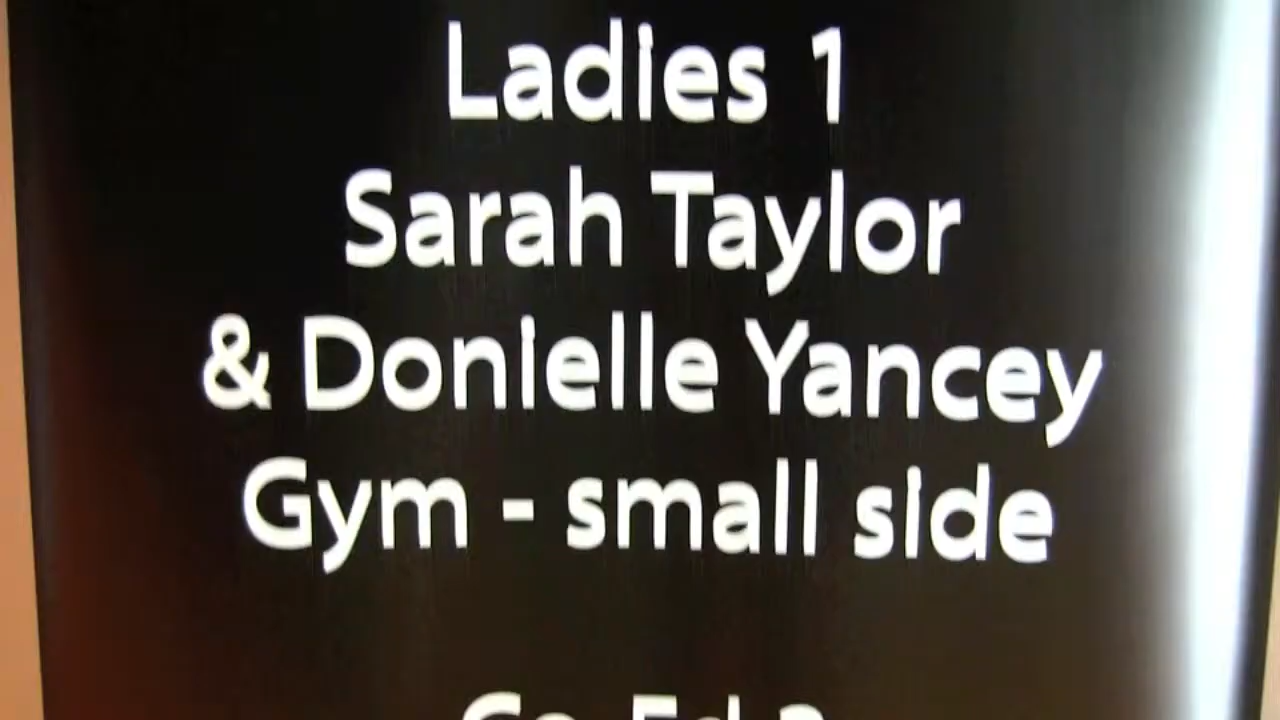 Ladies 1
Sarah Taylor
& Donielle Yancey
Gym - small side